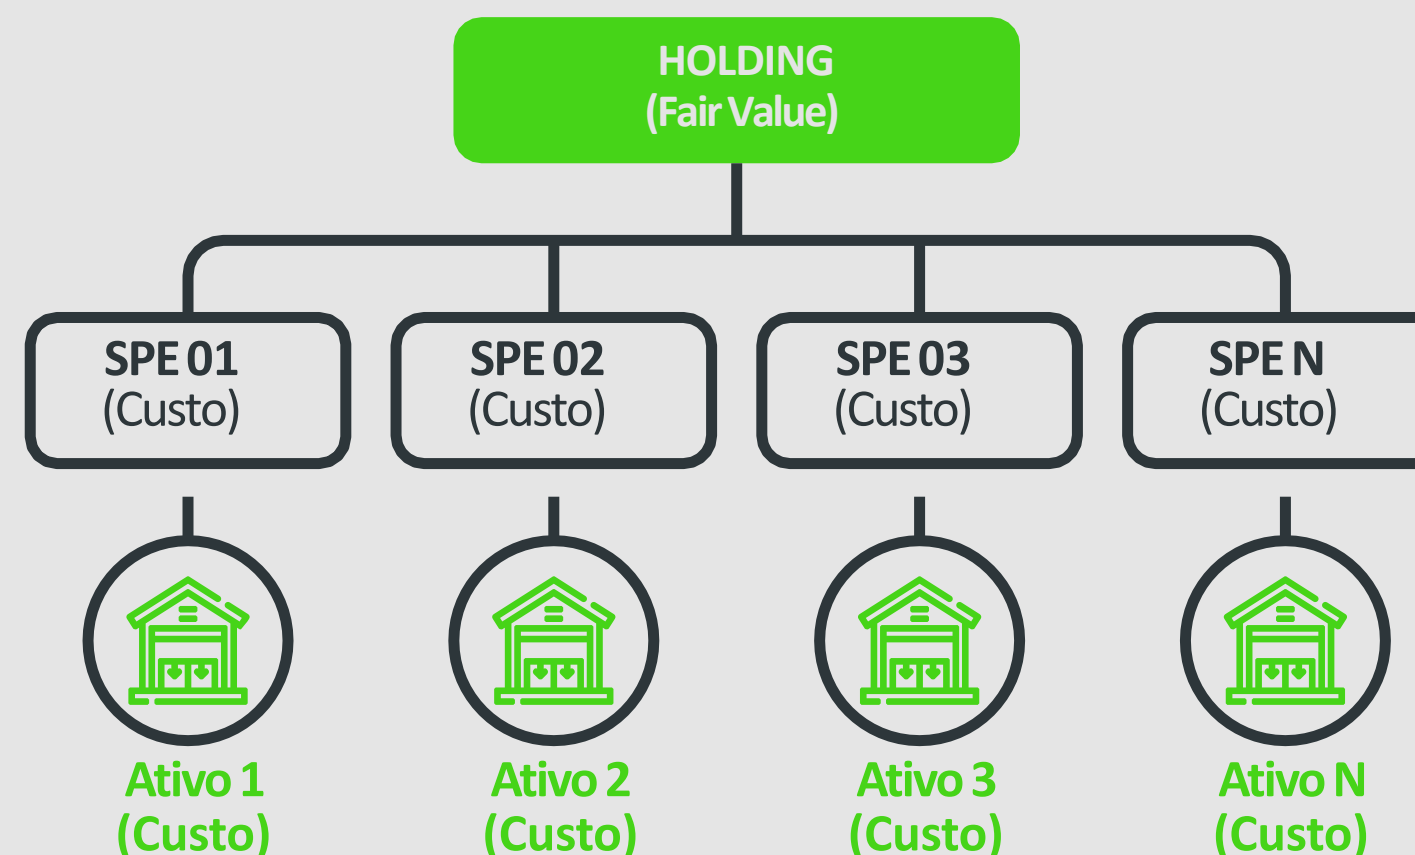 HOLDING
(Fair Value)
SPE 01
(Custo)
SPE 02
(Custo)
SPE 03
(Custo)
SPE N
(Custo)
Ativo 1
(Custo)
Ativo 2
(Custo)
Ativo 3
(Custo)
Ativo N
(Custo)